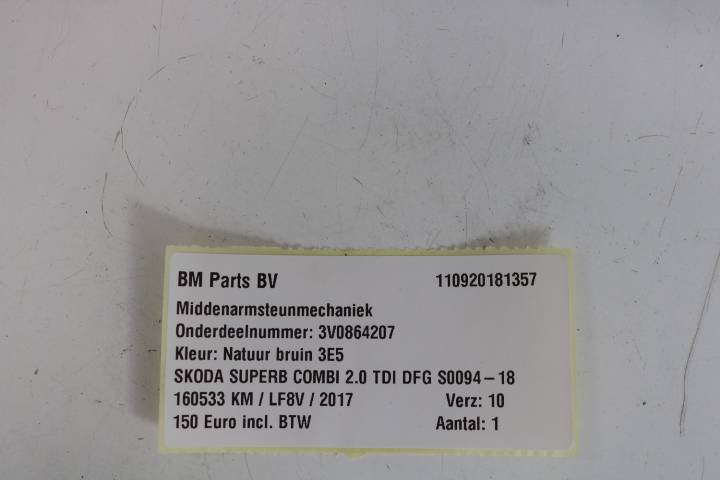 BM Parts BV 110920181357
Middenarmsteunmechaniek
Onderdeelnummer: 3V0864207
Kleur: Natuur bruin 3E5
SKODA SUPERB COMBI 2.0 TDI DFG S0094 - 18
160533 KM / LF8V / 2017 Verz: 10
150 Euro incl. BTW Aantal: 1